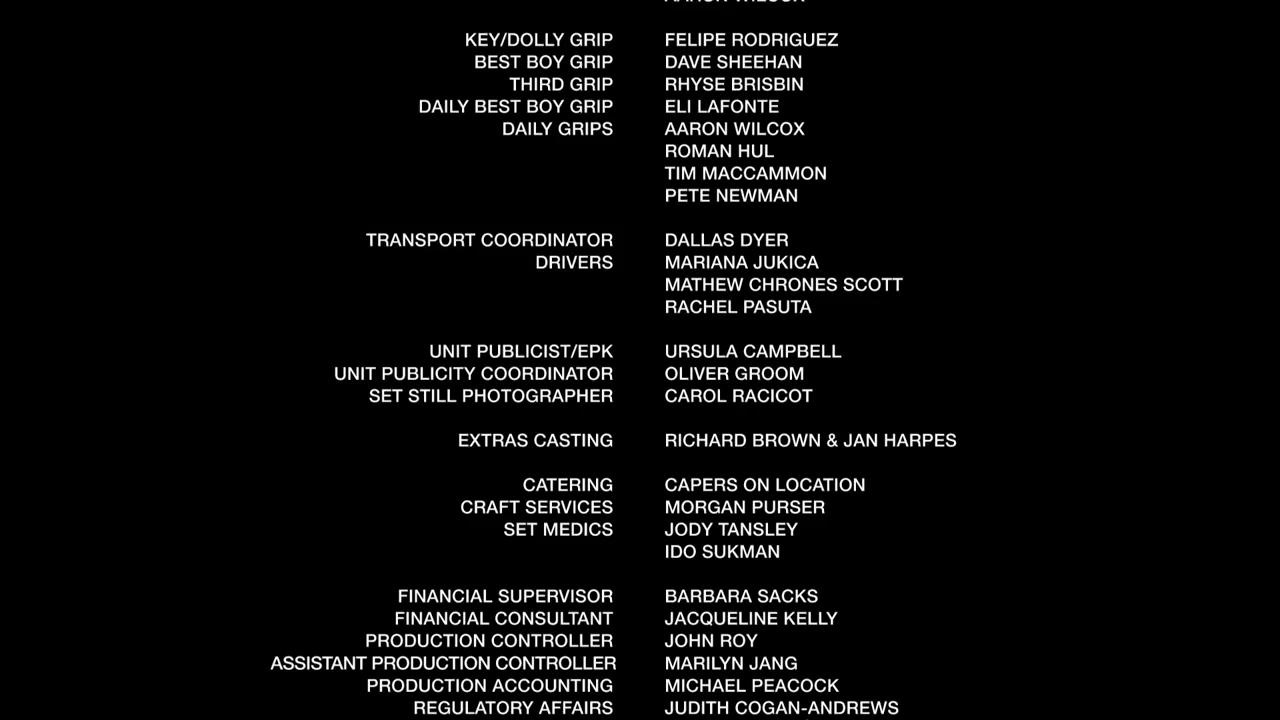 AARON WILCOX
KEY/DOLLY GRIP FELIPE RODRIGUEZ
BEST BOY GRIP DAVE SHEEHAN
THIRD GRIP RHYSE BRISBIN
DAILY BEST BOY GRIP ELI LAFONTE
DAILY GRIPS AARON WILCOX
ROMAN HUL
TIM MACCAMMON
PETE NEWMAN
TRANSPORT COORDINATOR DALLAS DYER
DRIVERS MARIANA JUKICA
MATHEW CHRONES SCOTT
RACHEL PASUTA
UNIT PUBLICIST/EPK URSULA CAMPBELL
UNIT PUBLICITY COORDINATOR OLIVER GROOM
SET STILL PHOTOGRAPHER CAROL RACICOT
EXTRAS CASTING RICHARD BROWN & JAN HARPES
CATERING CAPERS ON LOCATION
CRAFT SERVICES MORGAN PURSER
SET MEDICS JODY TANSLEY
IDO SUKMAN
FINANCIAL SUPERVISOR BARBARA SACKS
FINANCIAL CONSULTANT JACQUELINE KELLY
PRODUCTION CONTROLLER JOHN ROY
ASSISTANT PRODUCTION CONTROLLER MARILYN JANG
PRODUCTION ACCOUNTING MICHAEL PEACOCK
REGULATORY AFFAIRS JUDITH COGAN-ANDREWS